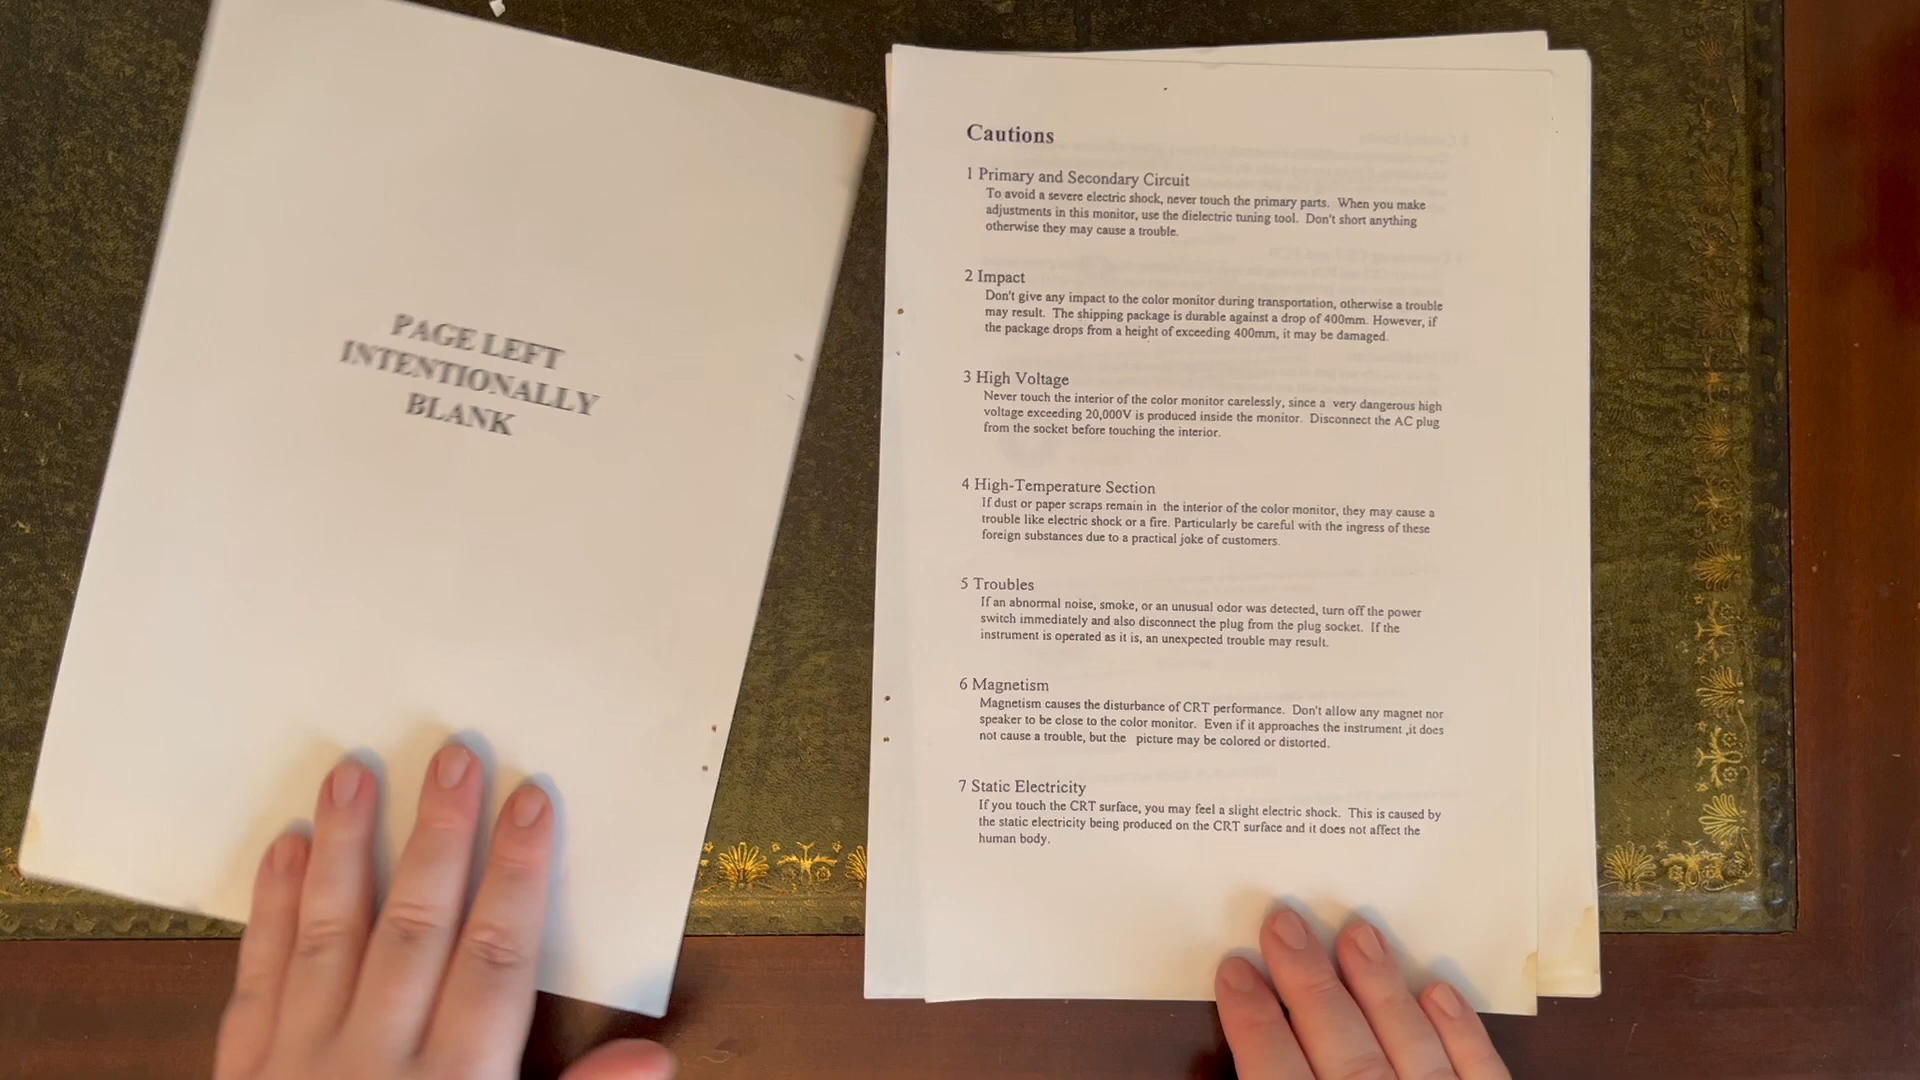 PAGE LEFT
INTENTIONALLY
BLANK
Cautions
1 Primary and Secondary Circuit
To avoid a severe electric shock, never touch the primary parts. When you make
adjustments in this monitor, use the dielectric tuning tool. Don't short anything
otherwise they may cause a trouble.
2 Impact
Don't give any impact to the color monitor during transportation, otherwise a trouble
may result. The shipping package is durable against a drop of 400mm. However, if
the package drops from a height of exceeding 400mm, it may be damaged.
3 High Voltage
Never touch the interior of the color monitor carelessly, since a very dangerous high
voltage exceeding 20,000V is produced inside the monitor. Disconnect the AC plug
from the socket before touching the interior.
4 High-Temperature Section
If dust or paper scraps remain in the interior of the color monitor, they may cause a
trouble like electric shock or a fire. Particularly be careful with the ingress of these
foreign substances due to a practical joke of customers.
5 Troubles
If an abnormal noise, smoke, or an unusual odor was detected, turn off the power
switch immediately and also disconnect the plug from the plug socket. If the
instrument is operated as it is, an unexpected trouble may result.
6 Magnetism
Magnetism causes the disturbance of CRT performance. Don't allow any magnet nor
speaker to be close to the color monitor. Even if it approaches the instrument ,it does
not cause a trouble, but the picture may be colored or distorted.
7 Static Electricity
If you touch the CRT surface, you may feel a slight electric shock. This is caused by
the static electricity being produced on the CRT surface and it does not affect the
human body.